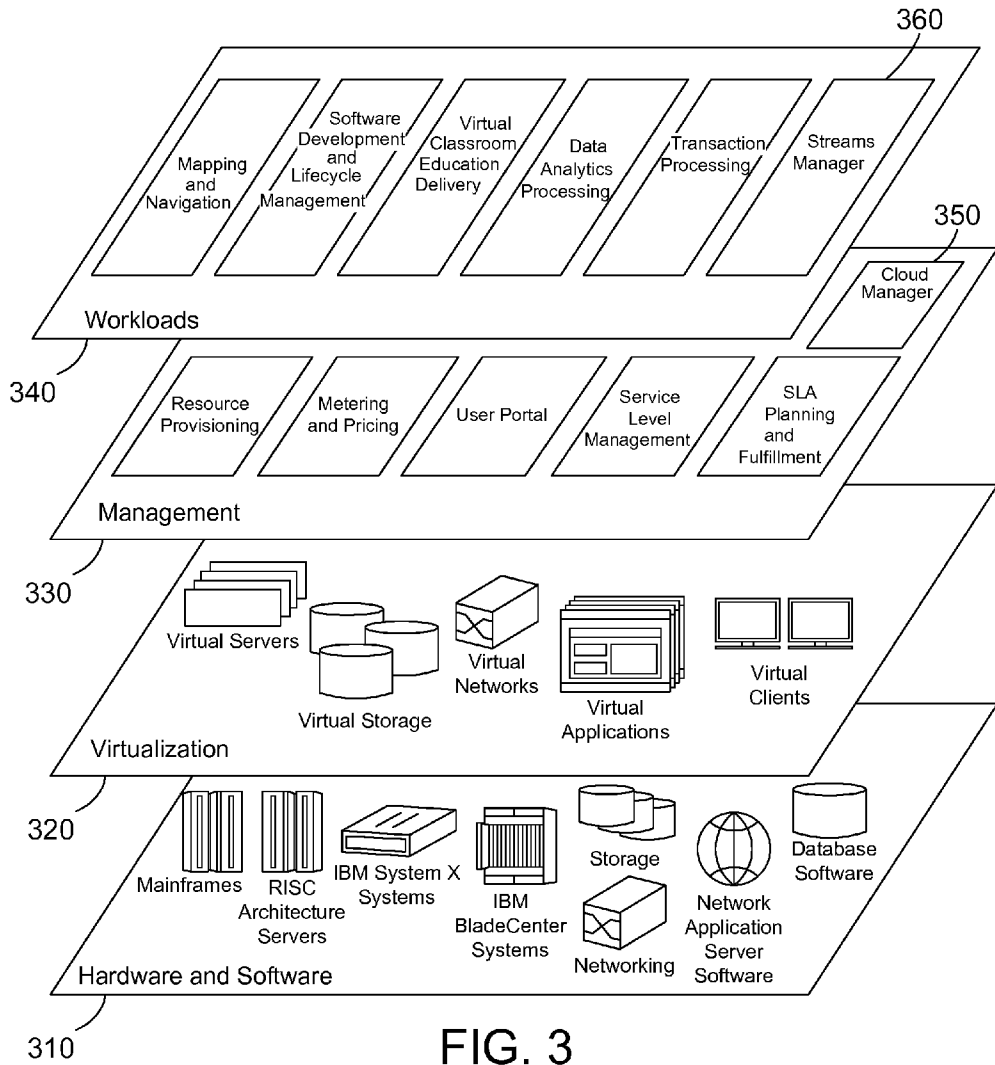 360
Mapping
and
Navigation
Software
Development
and
Lifecycle
Management
Virtual
Classroom
Education
Delivery
Data
Analytics
Processing
Transaction
Processing
Streams
Manager
350
Cloud
Manager
Workloads
340
Resource
Provisioning
Metering
and Pricing
User Portal
Service
Level
Management
SLA
Planning
and
Fulfillment
Management
330
Virtual Servers
Virtual Storage
Virtual
Networks
Virtual
Applications
Virtual
Clients
Virtualization
320
Mainframes
RISC
Architecture
Servers
IBM System X
Systems
IBM
BladeCenter
Systems
Storage
Networking
Network
Application
Server
Software
Database
Software
Hardware and Software
310
FIG. 3